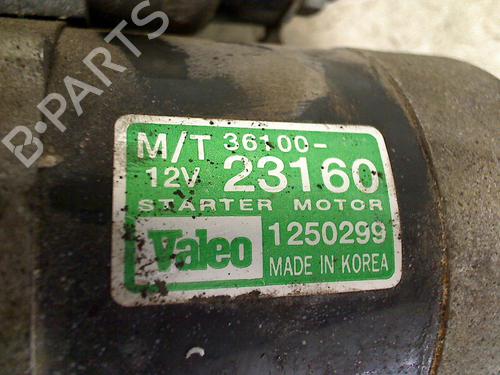 B-PARTS
M/T 36100-
12V 23160
STARTER MOTOR
Valeo 1250299
MADE IN KOREA